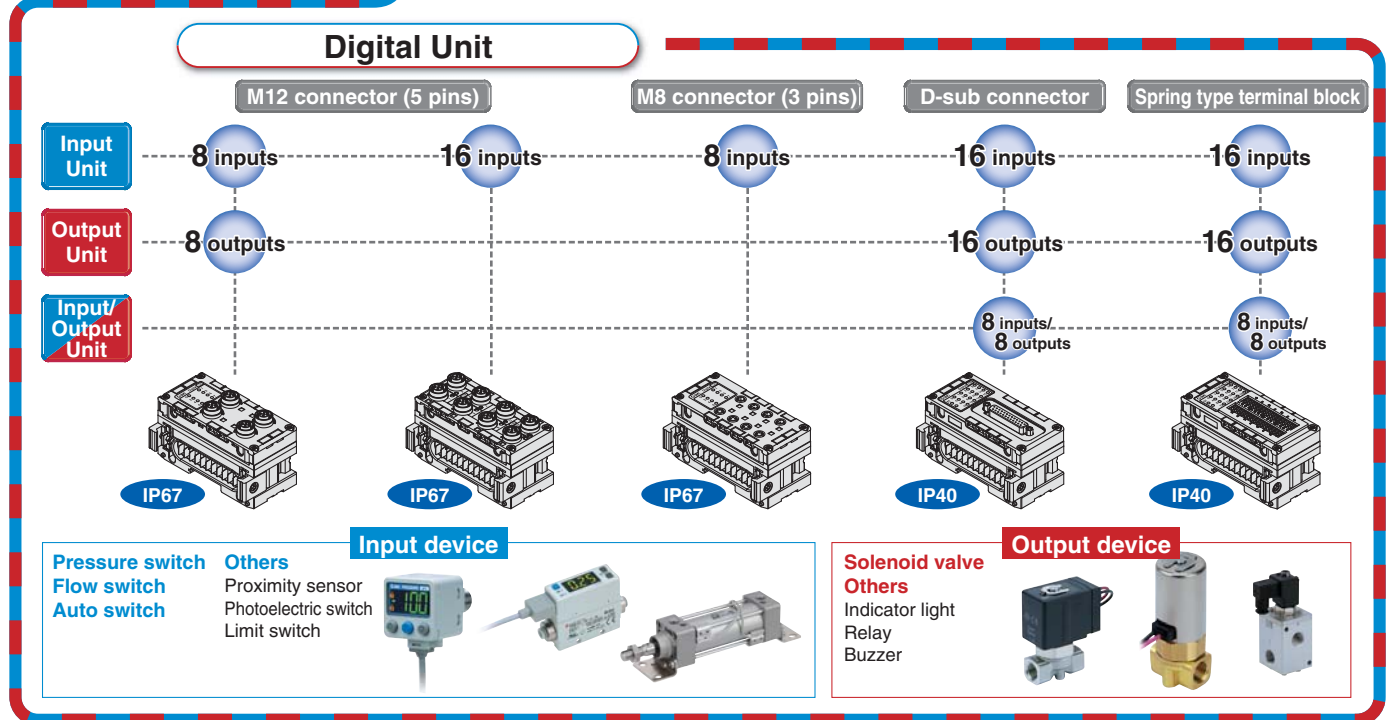 Digital Unit
M12 connector (5 pins)
M8 connector (3 pins)
D-sub connector
Spring type terminal block
Input
Unit
8 inputs
16 inputs
8 inputs
16 inputs
16 inputs
Output
Unit
8 outputs
16 outputs
16 outputs
Input/
Output
Unit
8 inputs/
8 outputs
8 inputs/
8 outputs
IP67
IP67
IP67
IP40
IP40
Input device
Pressure switch
Flow switch
Auto switch
Others
Proximity sensor
Photoelectric switch
Limit switch
100
Output device
Solenoid valve
Others
Indicator light
Relay
Buzzer